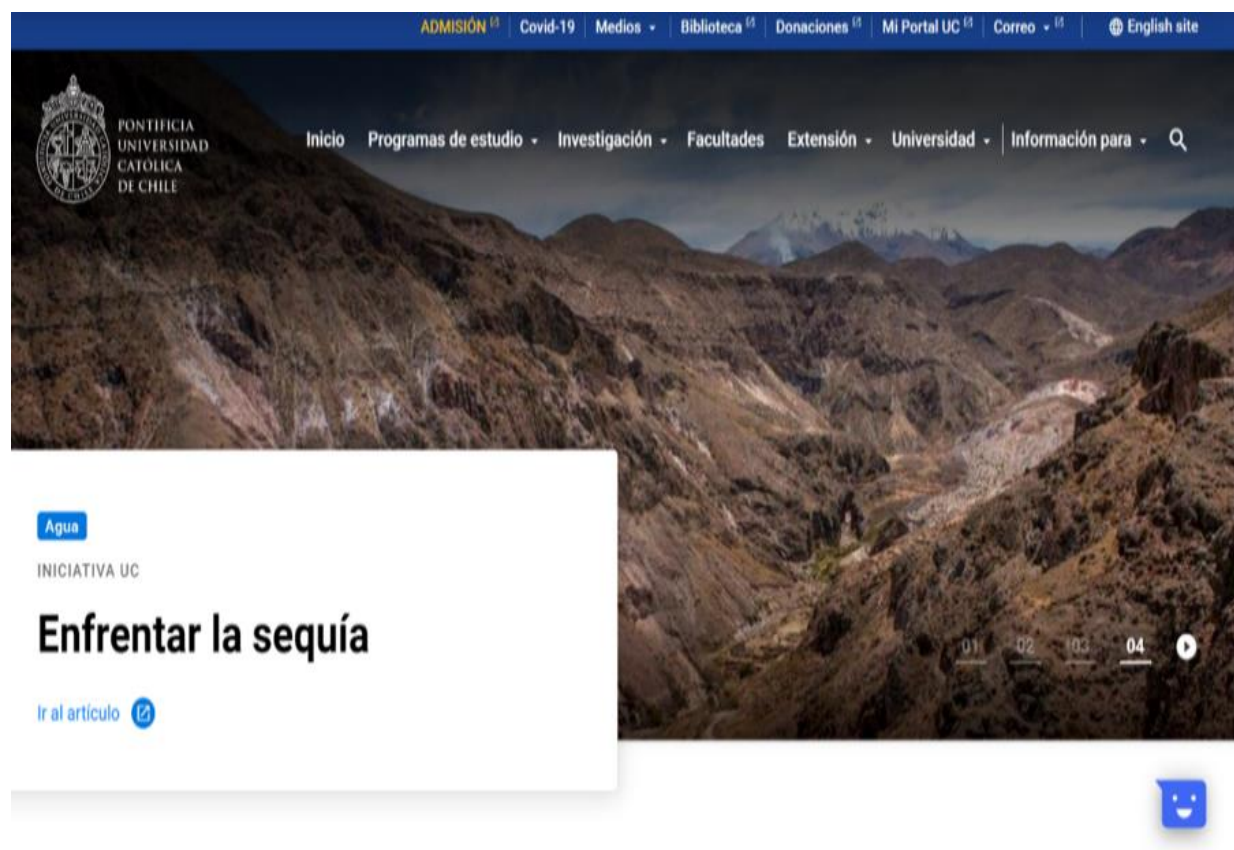 ADMISIÓN Covid-19 Medios Biblioteca Donaciones Mi Portal UC Correo English site
PONTIFICIA
UNIVERSIDAD
CATÓLICA
DE CHILE
Inicio Programas de estudio Investigación Facultades Extensión Universidad Información para
Agua
INICIATIVA UC
Enfrentar la sequía
Ir al artículo
01 02 03 04